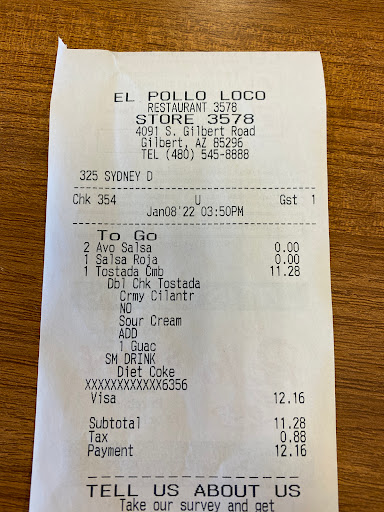 EL POLLO LOCO
RESTAURANT 3578
STORE 3578
4091 S. Gilbert Road
Gilbert, AZ 85296
TEL (480) 545-8888
325 SYDNEY D
Chk 354 U Gst 1
Jan08'22 03:50PM
To Go
2 Avo Salsa 0.00
1 Salsa Roja 0.00
1 Tostada Cmb 11.28
Dbl Chk Tostada
Crmy Cilantr
NO
Sour Cream
ADD
1 Guac
SM DRINK
Diet Coke
XXXXXXXXXXXX6356
Visa 12.16
Subtotal 11.28
Tax 0.88
Payment 12.16
TELL US ABOUT US
Take our survey and get